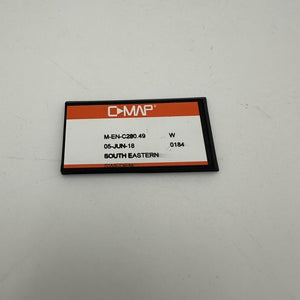 C-MAP
M-EN-C280.49 W
05-JUN-18 0184
SOUTH EASTERN